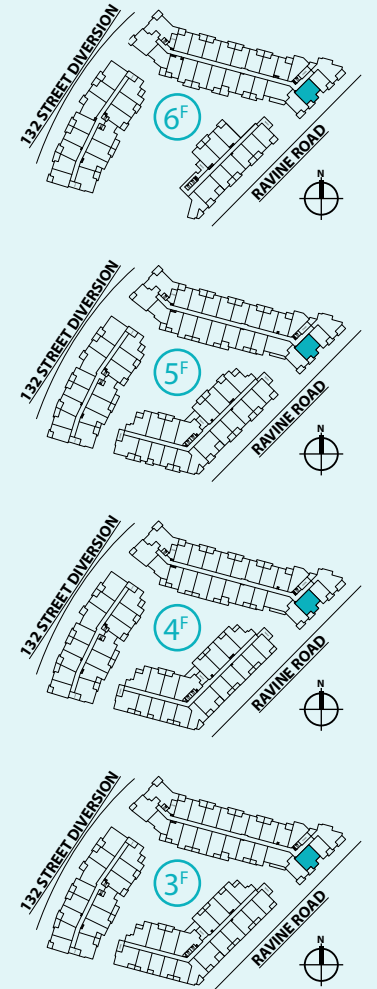 132 STREET DIVERSION
6F
RAVINE ROAD
N
132 STREET DIVERSION
5F
RAVINE ROAD
N
132 STREET DIVERSION
4F
RAVINE ROAD
N
132 STREET DIVERSION
3F
RAVINE ROAD
N